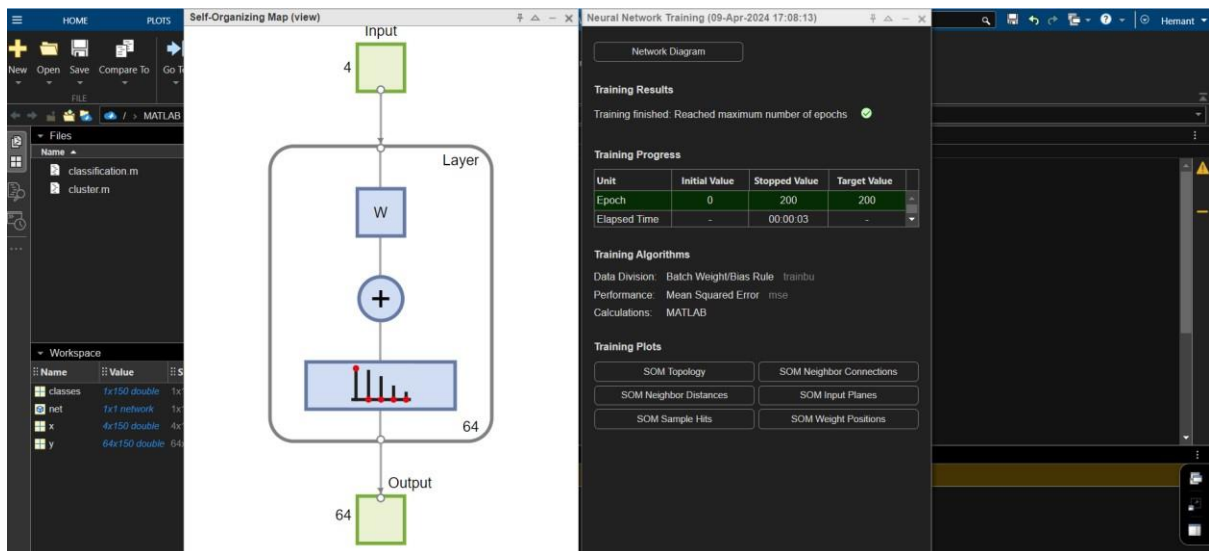 HOME
PLOTS
New
Open
Save
Compare To
FILE
/ > MATLAB
Files
Name
classification.m
cluster.m
Workspace
Name
Value
classes
1x150 double
net
1x1 network
x
4x150 double
y
64x150 double
Self-Organizing Map (view)
Input
4
Layer
W
+
64
Output
64
Neural Network Training (09-Apr-2024 17:08:13)
Network Diagram
Training Results
Training finished: Reached maximum number of epochs
Training Progress
Unit Initial Value Stopped Value Target Value
Epoch 0 200 200
Elapsed Time - 00:00:03 -
Training Algorithms
Data Division: Batch Weight/Bias Rule trainbu
Performance: Mean Squared Error mse
Calculations: MATLAB
Training Plots
SOM Topology
SOM Neighbor Connections
SOM Neighbor Distances
SOM Input Planes
SOM Sample Hits
SOM Weight Positions
Hemant